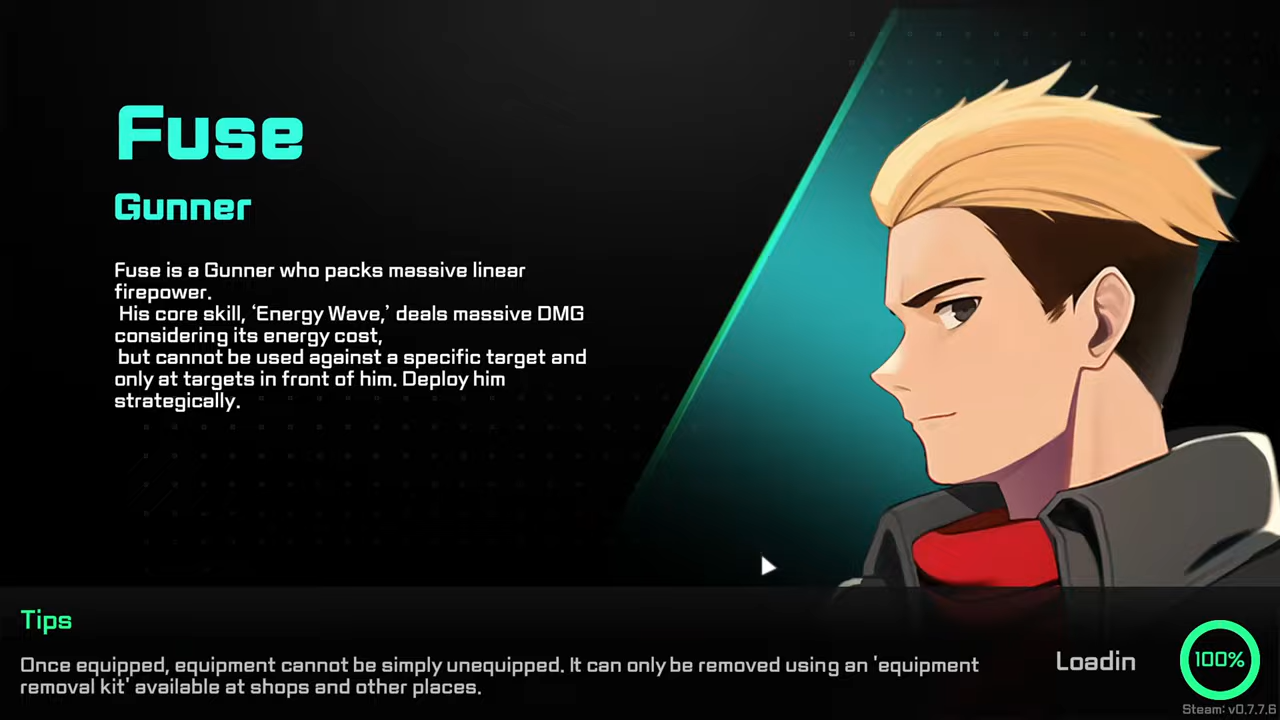 Fuse
Gunner
Fuse is a Gunner who packs massive linear
firepower.
His core skill, ‘Energy Wave,’ deals massive DMG
considering its energy cost,
but cannot be used against a specific target and
only at targets in front of him. Deploy him
strategically.
Tips
Once equipped, equipment cannot be simply unequipped. It can only be removed using an 'equipment
removal kit' available at shops and other places.
Loadin
100%
Steam: v0.7.7.6